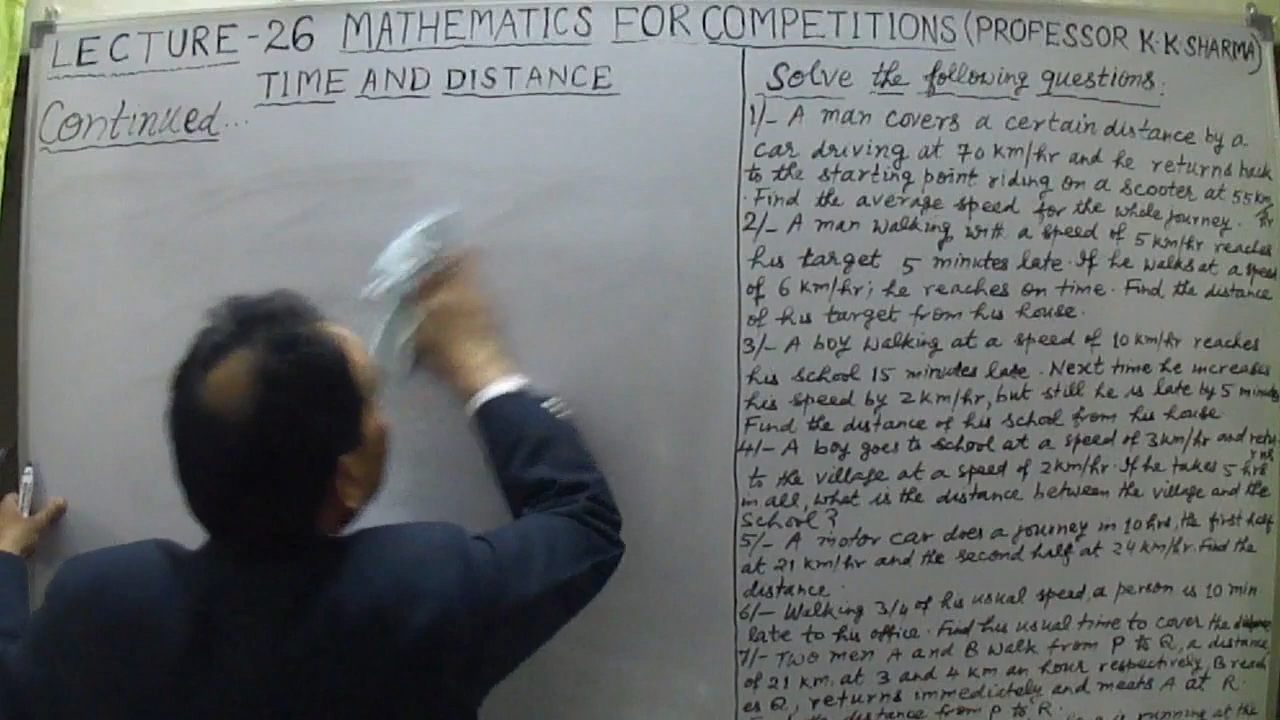 LECTURE-26 MATHEMATICS FOR COMPETITIONS (PROFESSOR K.K.SHARMA)
TIME AND DISTANCE
Continued...
Solve the following questions:
1/- A man covers a certain distance by a
car driving at 70 km/hr and he returns back
to the starting point riding on a scooter at 55 km/hr
. Find the average speed for the whole journey.
2/- A man walking with a speed of 5 km/hr reaches
his target 5 minutes late. If he walks at a speed
of 6 km/hr; he reaches on time. Find the distance
of his target from his house.
3/- A boy walking at a speed of 10 km/hr reaches
his school 15 minutes late. Next time he increases
his speed by 2 km/hr, but still he is late by 5 minutes
Find the distance of his school from his house
4/- A boy goes to school at a speed of 3 km/hr and returns
to the village at a speed of 2 km/hr. If he takes 5 hrs
in all, what is the distance between the village and the
school?
5/- A motor car does a journey in 10 hrs, the first half
at 21 km/hr and the second half at 24 km/hr. Find the
distance.
6/- Walking 3/4 of his usual speed, a person is 10 min
late to his office. Find his usual time to cover the distance
7/- Two men A and B walk from P to Q, a distance
of 21 km, at 3 and 4 km an hour respectively, B reach
es Q, returns immediately and meets A at R.
distance from P to R.
is running at the